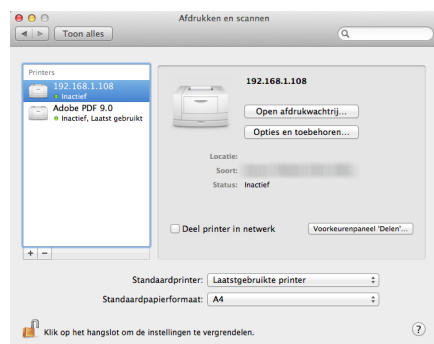 Afdrukken en scannen
Toon alles
Printers
192.168.1.108
Inactief
Adobe PDF 9.0
Inactief, Laatst gebruikt
192.168.1.108
Open afdrukwachtrij...
Opties en toebehoren...
Locatie:
Soort:
Status: Inactief
Deel printer in netwerk
Voorkeurenpaneel 'Delen'...
+ −
Standaardprinter: Laatstgebruikte printer
Standaardpapierformaat: A4
Klik op het hangslot om de instellingen te vergrendelen.
?